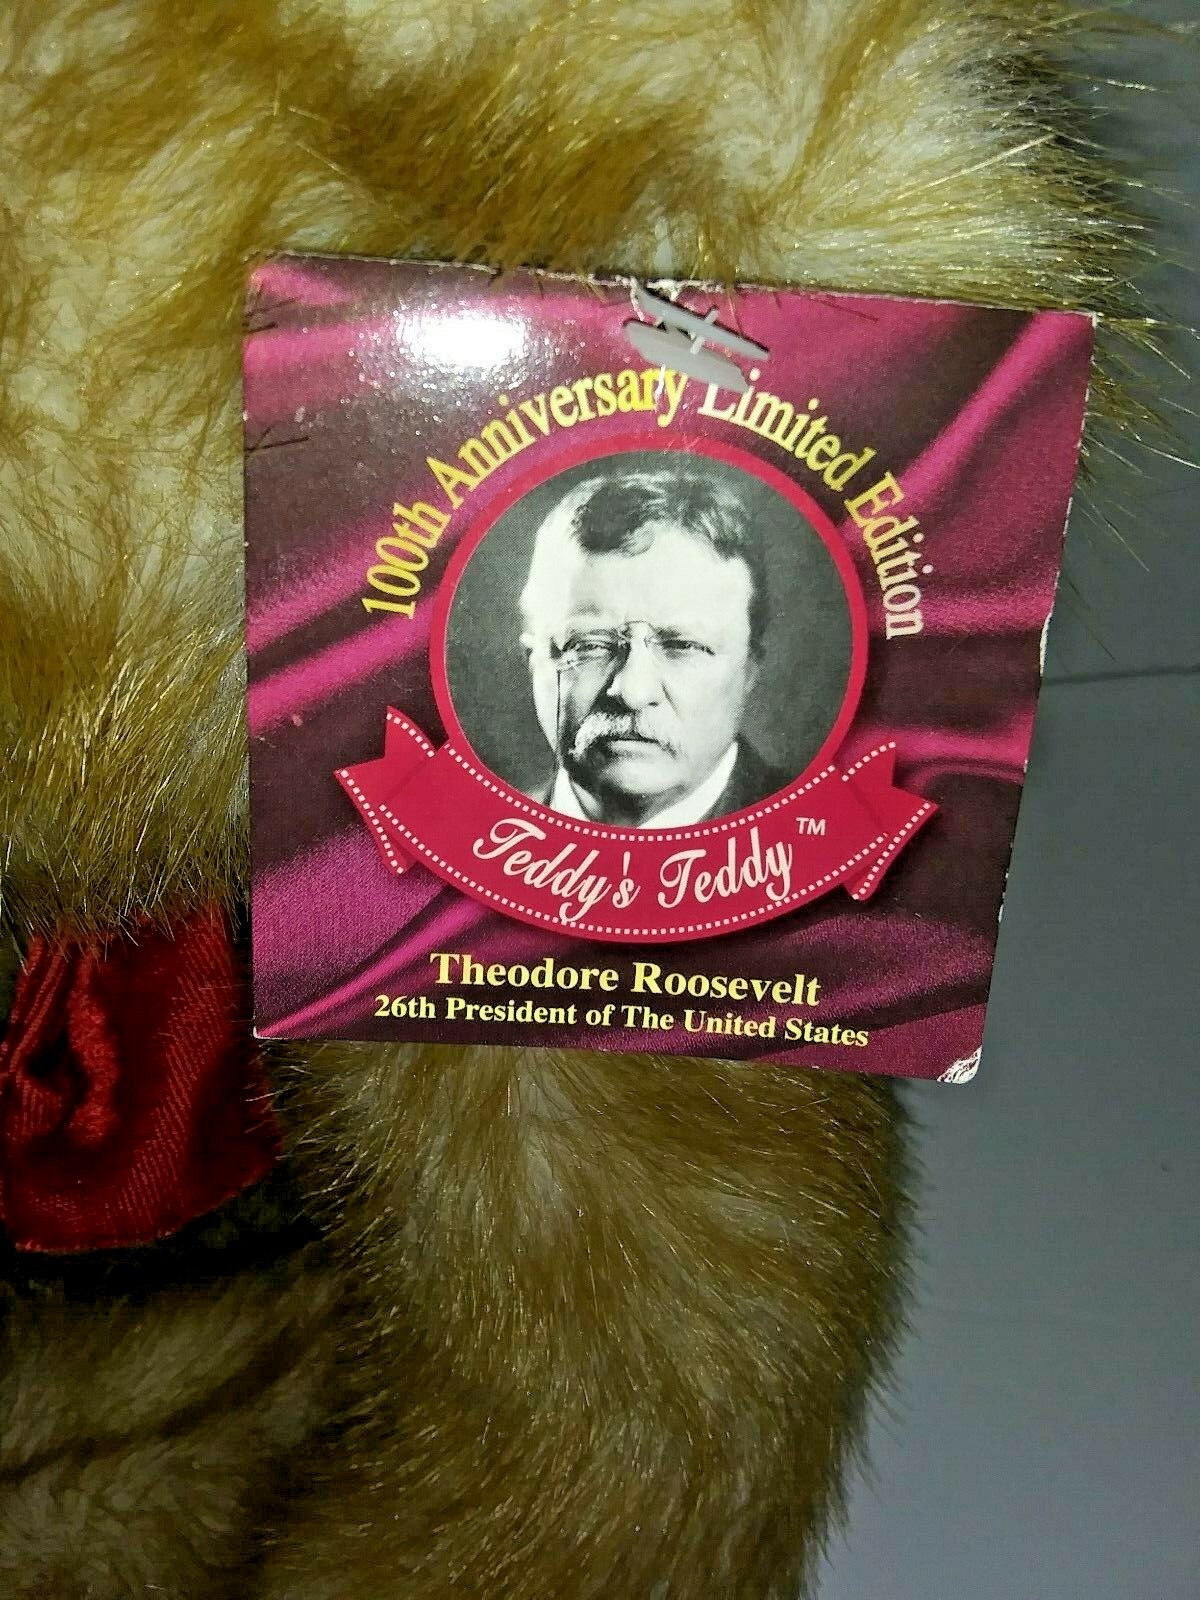 100th Anniversary Limited Edition
Teddy's Teddy™
Theodore Roosevelt
26th President of The United States